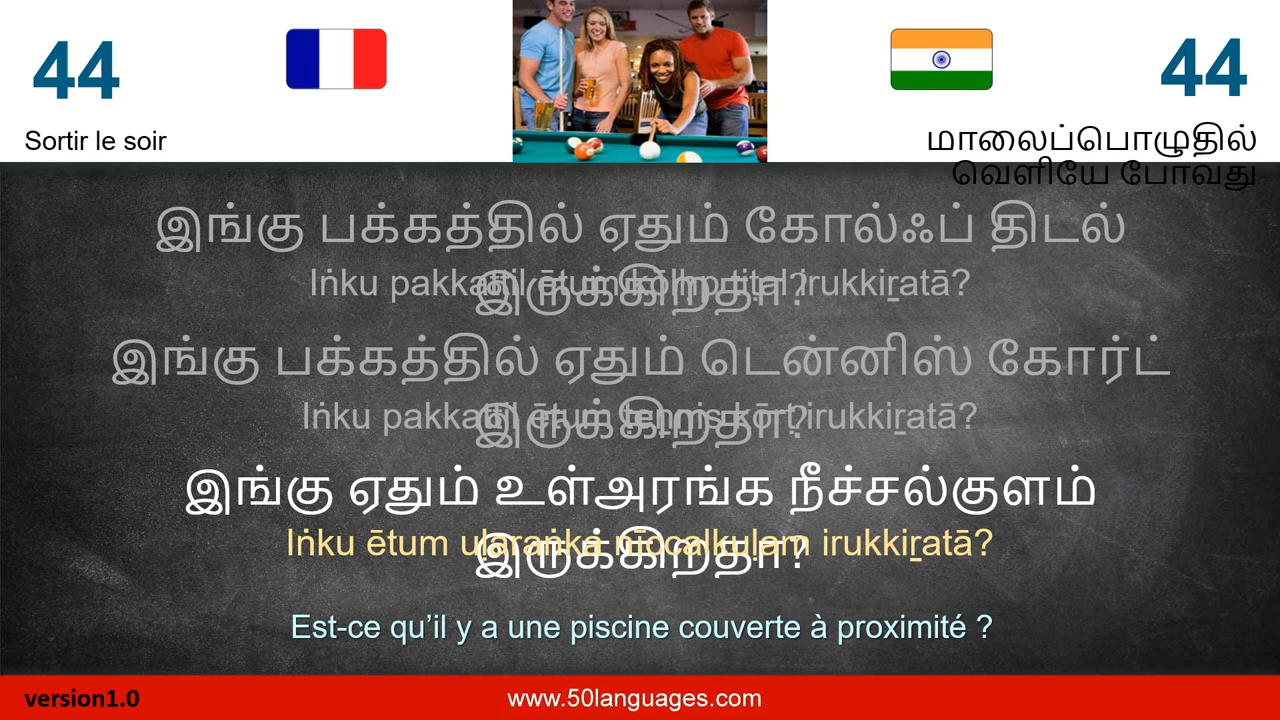 44
44
Sortir le soir
மாலைப்பொழுதில்
வெளியே போவது
இங்கு பக்கத்தில் ஏதும் கோல்ஃப் திடல்
இருக்கிறதா?
Iṅku pakkattil ētum kōlḥp tiṭal irukkiṟatā?
இங்கு பக்கத்தில் ஏதும் டென்னிஸ் கோர்ட்
இருக்கிறதா?
Iṅku pakkattil ētum ṭeṉṉis kōrṭ irukkiṟatā?
இங்கு ஏதும் உள்அரங்க நீச்சல்குளம்
இருக்கிறதா?
Iṅku ētum uḷaraṅka nīccalkuḷam irukkiṟatā?
Est-ce qu’il y a une piscine couverte à proximité ?
version1.0
www.50languages.com